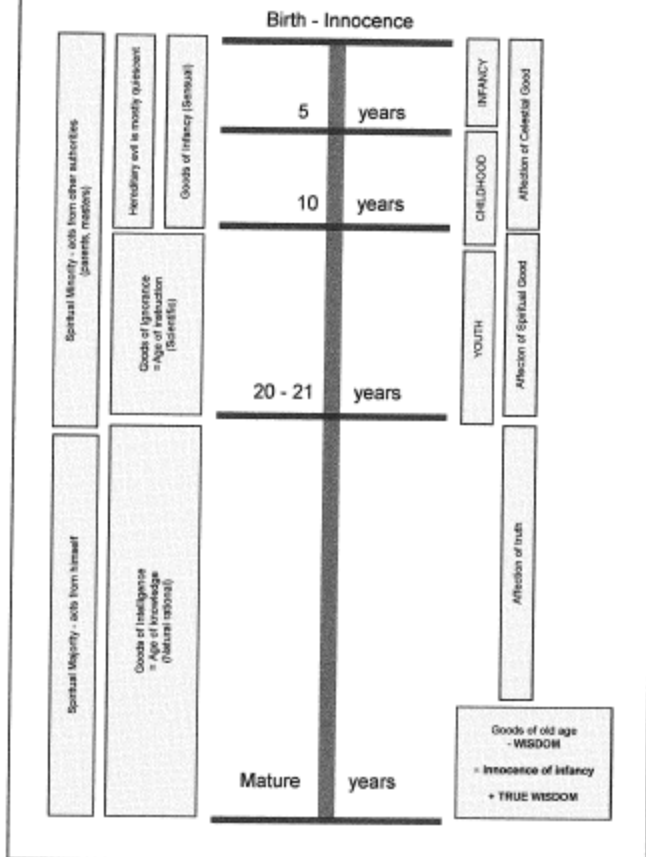 Birth - Innocence
Spiritual Minority - acts from other authorities
(parents, masters)
Hereditary evil is mostly quiescent
Goods of Infancy (Sensual)
5 years
INFANCY
Affection of Celestial Good
10 years
CHILDHOOD
Goods of Ignorance
= Age of instruction
(Scientific)
YOUTH
Affection of Spiritual Good
20 - 21 years
Spiritual Majority - acts from himself
Goods of Intelligence
= Age of knowledge
(Natural rational)
Affection of truth
Goods of old age
- WISDOM
= Innocence of infancy
+ TRUE WISDOM
Mature years